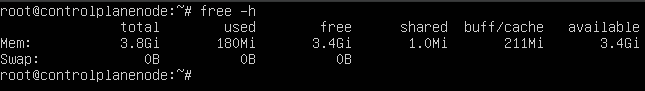 root@controlplanenode:~# free -h
total used free shared buff/cache available
Mem: 3.8Gi 180Mi 3.4Gi 1.0Mi 211Mi 3.4Gi
Swap: 0B 0B 0B
root@controlplanenode:~#